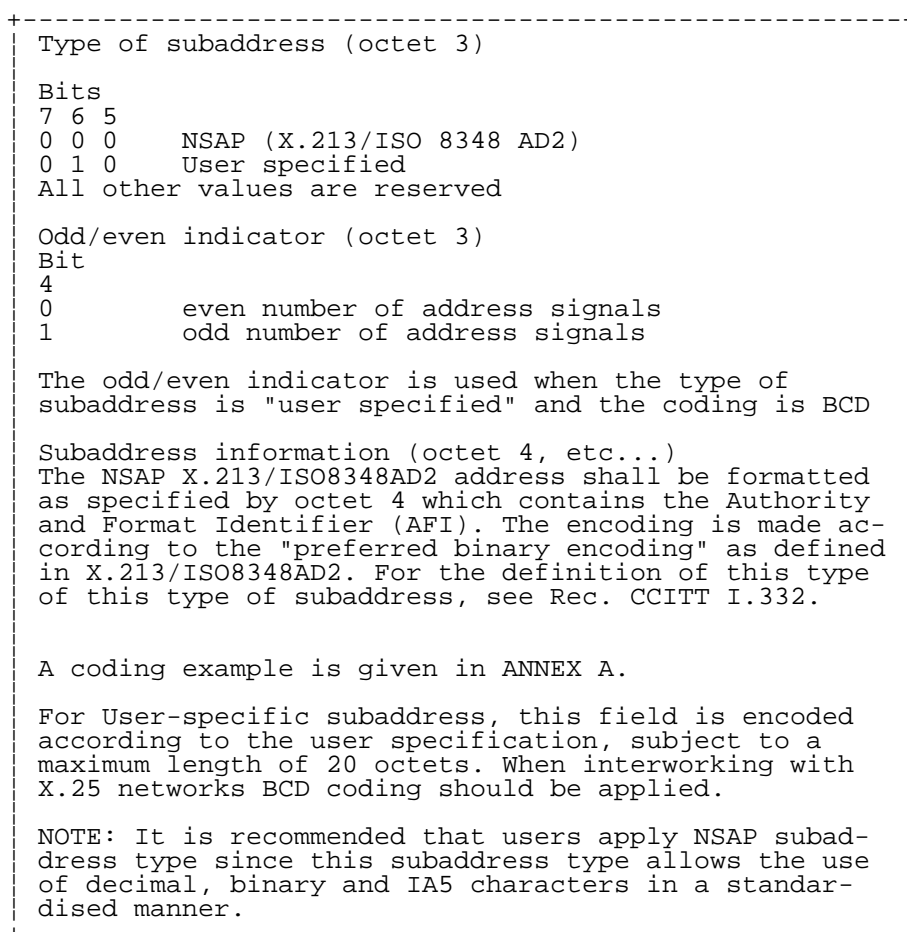 Type of subaddress (octet 3)
Bits
7 6 5
0 0 0 NSAP (X.213/ISO 8348 AD2)
0 1 0 User specified
All other values are reserved
Odd/even indicator (octet 3)
Bit
4
0 even number of address signals
1 odd number of address signals
The odd/even indicator is used when the type of
subaddress is "user specified" and the coding is BCD
Subaddress information (octet 4, etc...)
The NSAP X.213/ISO8348AD2 address shall be formatted
as specified by octet 4 which contains the Authority
and Format Identifier (AFI). The encoding is made ac-
cording to the "preferred binary encoding" as defined
in X.213/ISO8348AD2. For the definition of this type
of this type of subaddress, see Rec. CCITT I.332.
A coding example is given in ANNEX A.
For User-specific subaddress, this field is encoded
according to the user specification, subject to a
maximum length of 20 octets. When interworking with
X.25 networks BCD coding should be applied.
NOTE: It is recommended that users apply NSAP subad-
dress type since this subaddress type allows the use
of decimal, binary and IA5 characters in a standar-
dised manner.